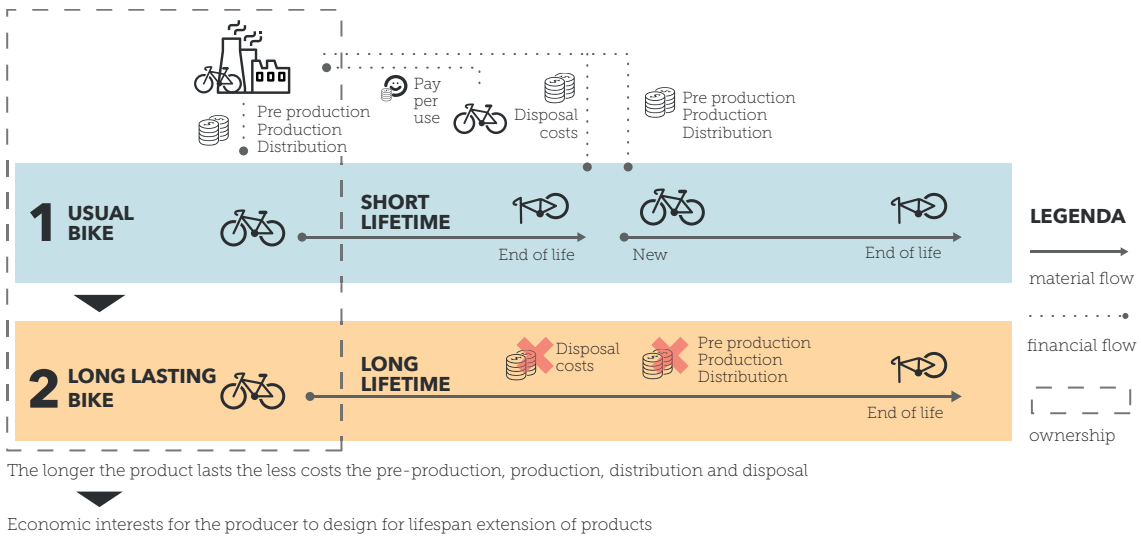 Pay
per
use
Disposal
costs
Pre production
Production
Distribution
Pre production
Production
Distribution
1 USUAL
BIKE
SHORT
LIFETIME
End of life
New
End of life
2 LONG LASTING
BIKE
LONG
LIFETIME
Disposal
costs
Pre production
Production
Distribution
End of life
LEGENDA
material flow
financial flow
ownership
The longer the product lasts the less costs the pre-production, production, distribution and disposal
Economic interests for the producer to design for lifespan extension of products